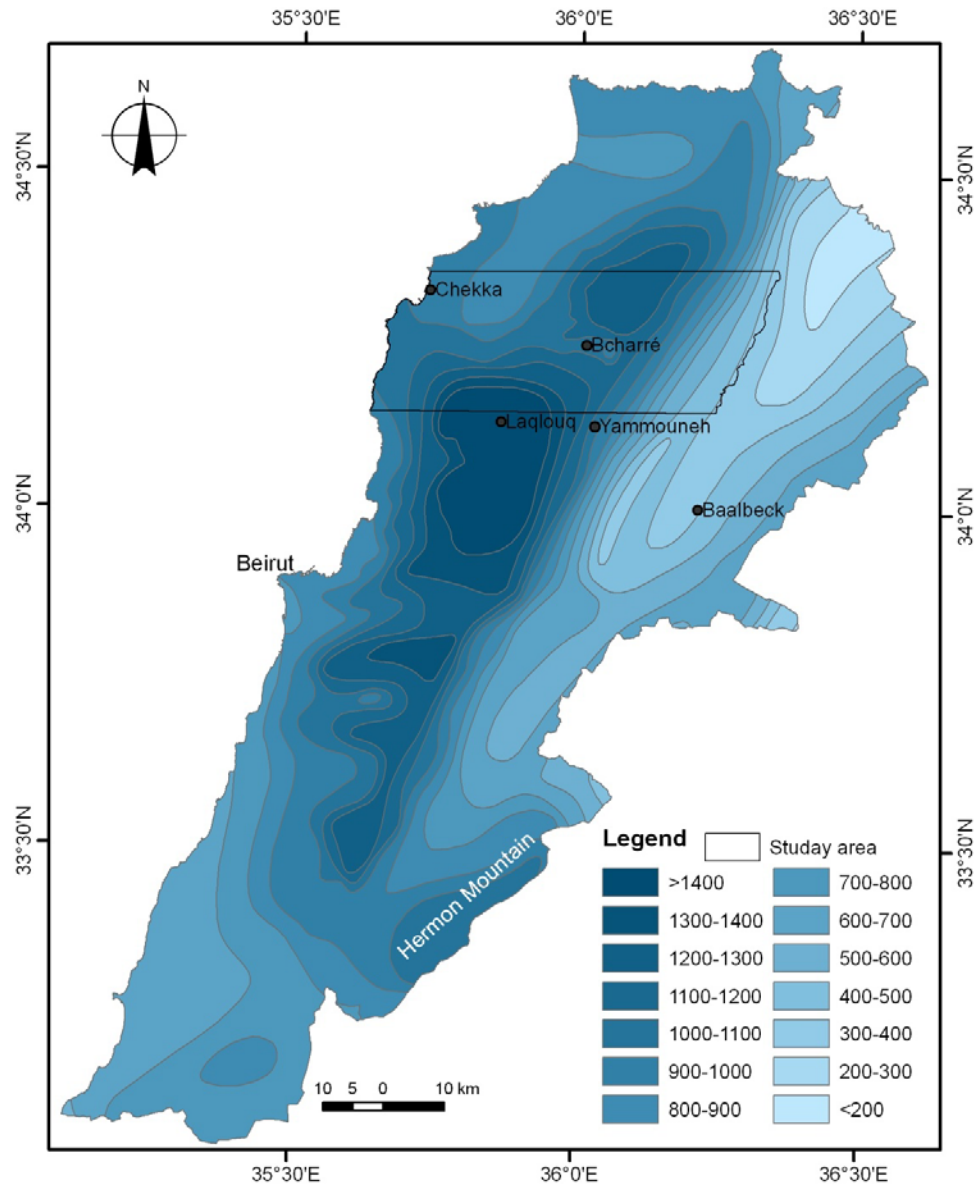 35°30'E 36°0'E 36°30'E
N
34°30'N
34°30'N
Chekka
Bcharré
Laqlouq
Yammouneh
34°0'N
34°0'N
Baalbeck
Beirut
33°30'N
33°30'N
Hermon Mountain
Legend
Studay area
>1400
700-800
1300-1400
600-700
1200-1300
500-600
1100-1200
400-500
1000-1100
300-400
900-1000
200-300
800-900
<200
10 5 0 10 km
35°30'E 36°0'E 36°30'E